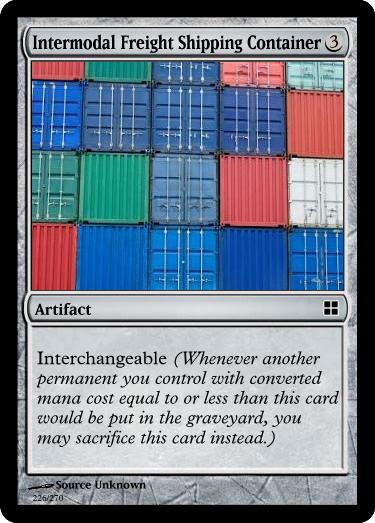 Intermodal Freight Shipping Container 3
Artifact
Interchangeable (Whenever another
permanent you control with converted
mana cost equal to or less than this card
would be put in the graveyard, you
may sacrifice this card instead.)
Source Unknown
226/270